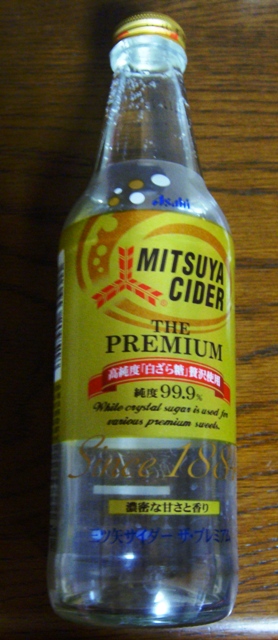 Asahi
MITSUYA
CIDER
THE
PREMIUM
高純度「白ざら糖」贅沢使用
純度99.9%
White crystal sugar is used for
various premium sweets.
Since 188
濃密な甘さと香り
三ツ矢サイダー ザ・プレミアム